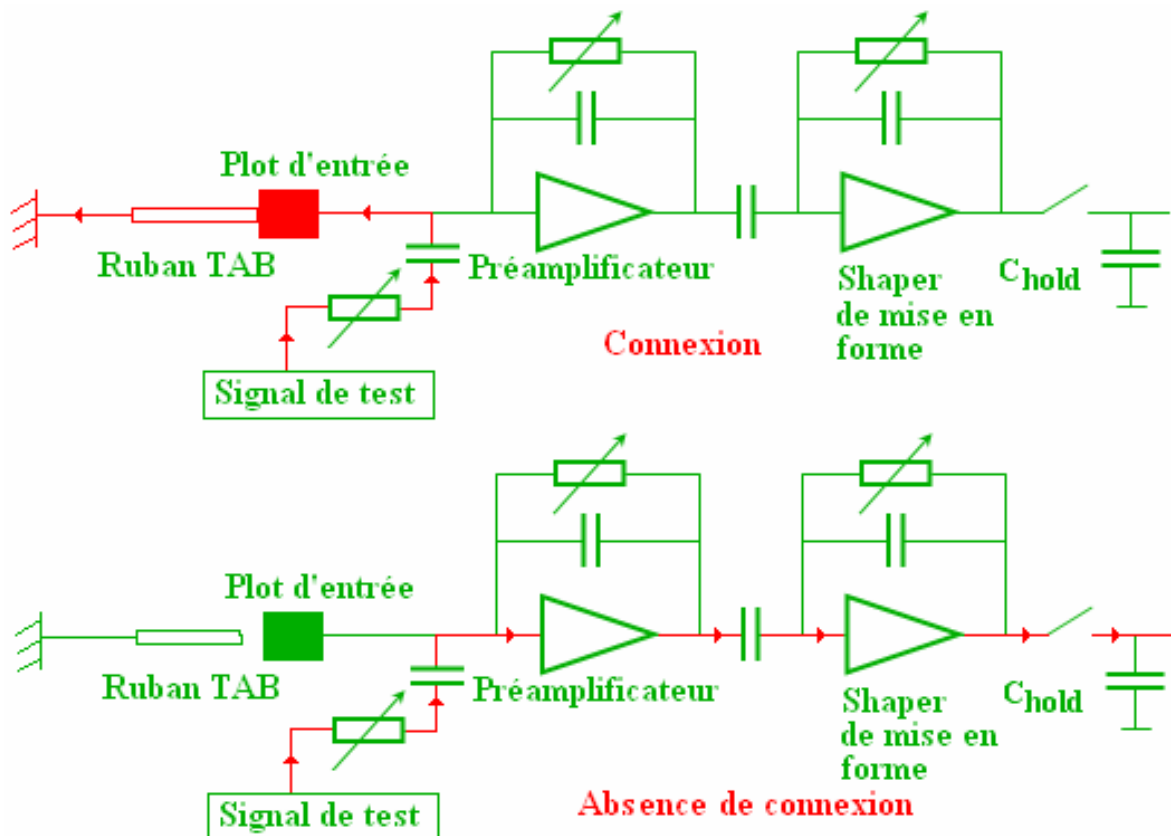 Plot d'entrée
Ruban TAB
Préamplificateur
Shaper
de mise en
forme
Chold
Connexion
Signal de test
Plot d'entrée
Ruban TAB
Préamplificateur
Shaper
de mise en
forme
Chold
Signal de test
Absence de connexion